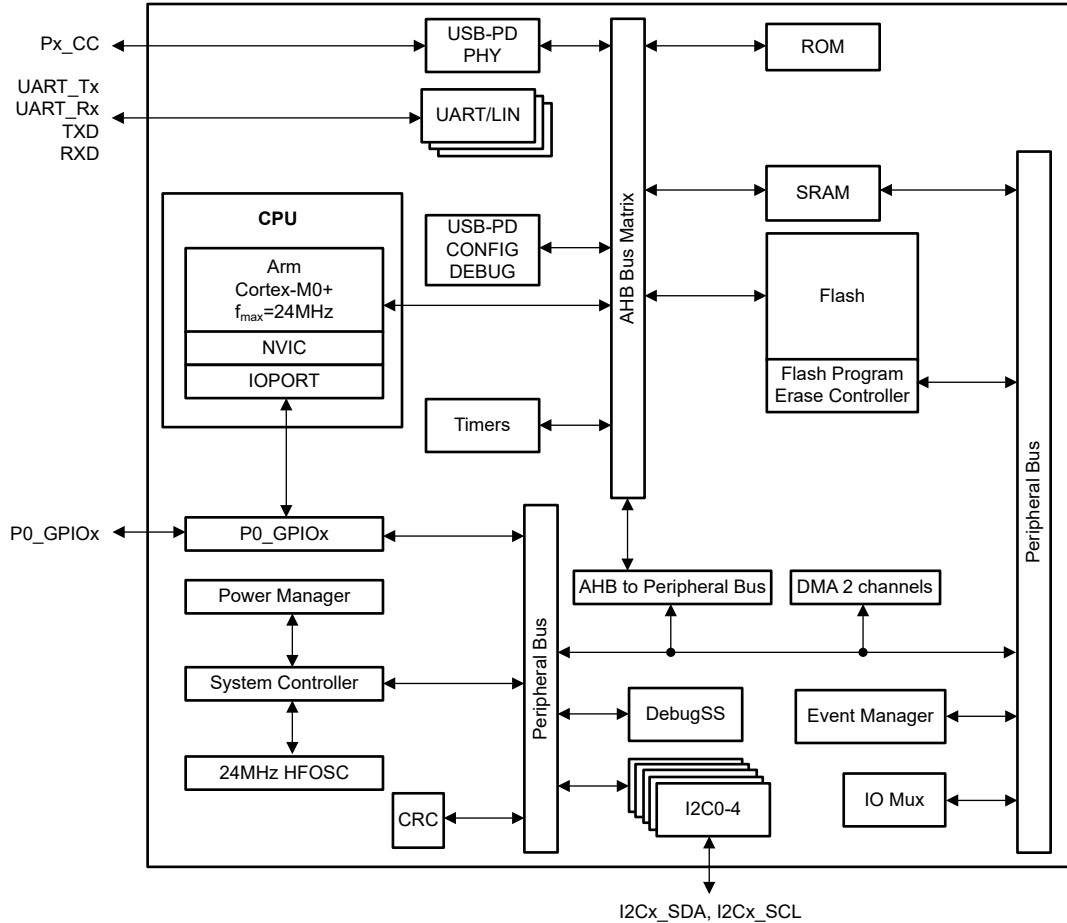 Px_CC
USB-PD
PHY
ROM
UART_Tx
UART_Rx
TXD
RXD
UART/LIN
AHB Bus Matrix
SRAM
CPU
Arm
Cortex-M0+
fmax=24MHz
NVIC
IOPORT
USB-PD
CONFIG
DEBUG
Flash
Flash Program
Erase Controller
Timers
Peripheral Bus
P0_GPIOx
P0_GPIOx
Power Manager
System Controller
24MHz HFOSC
CRC
Peripheral Bus
AHB to Peripheral Bus
DMA 2 channels
DebugSS
Event Manager
I2C0-4
IO Mux
I2Cx_SDA, I2Cx_SCL